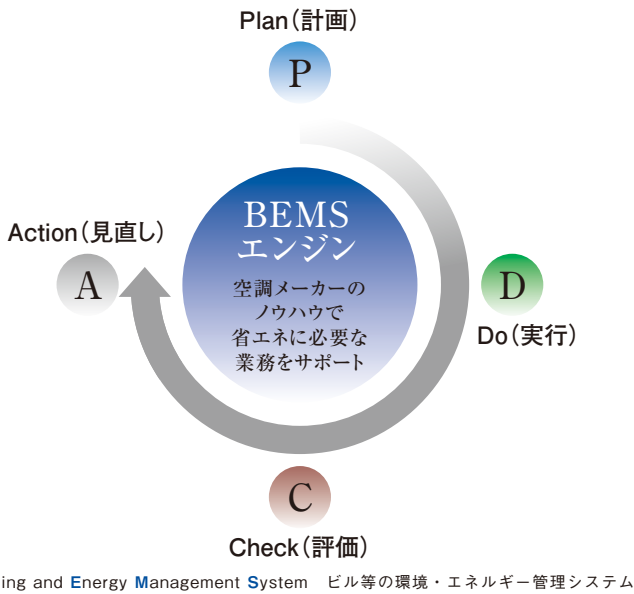 Plan(計画)
P
BEMS
エンジン
空調メーカーの
ノウハウで
省エネに必要な
業務をサポート
Action(見直し)
A
D
Do(実行)
C
Check(評価)
ing and Energy Management System ビル等の環境・エネルギー管理システム